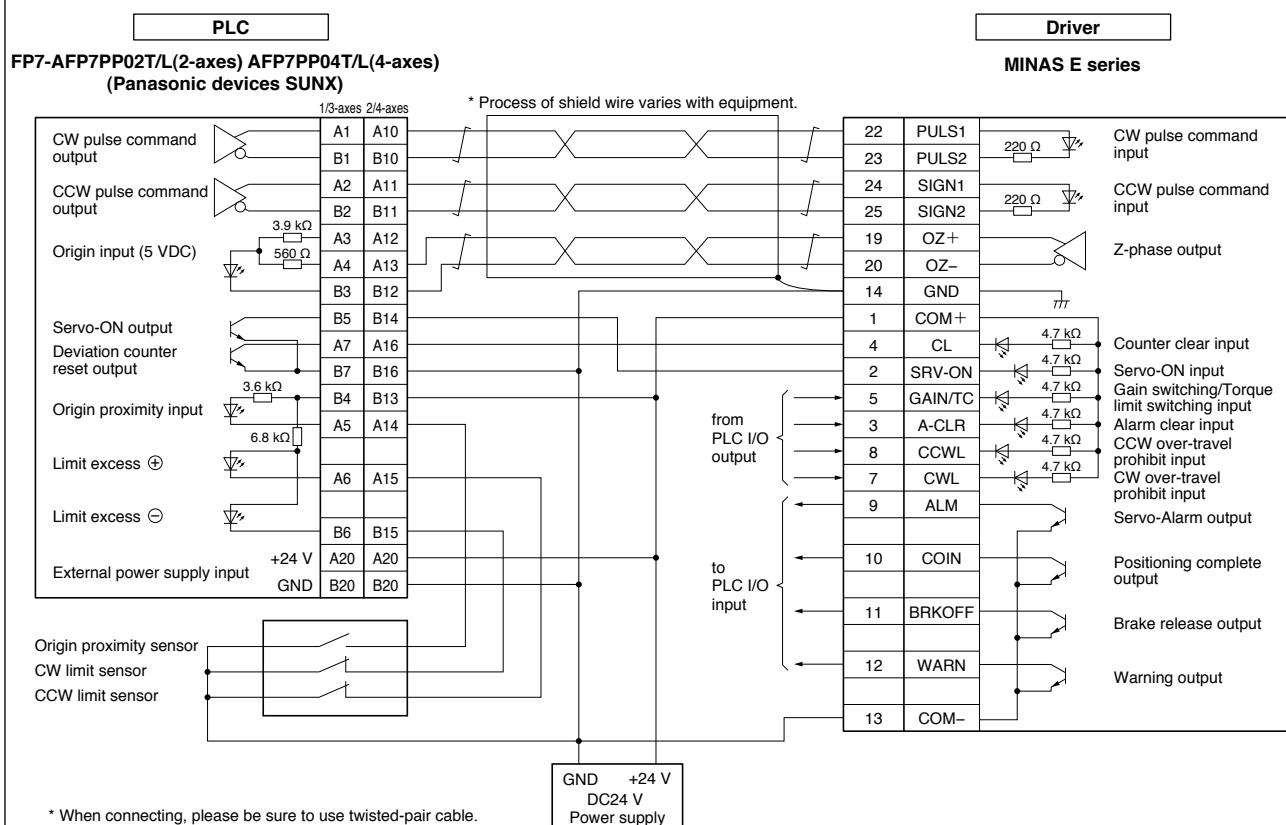 PLC
Driver
FP7-AFP7PP02T/L(2-axes) AFP7PP04T/L(4-axes)
(Panasonic devices SUNX)
MINAS E series
1/3-axes 2/4-axes
* Process of shield wire varies with equipment.
CW pulse command
output
A1 A10
B1 B10
CCW pulse command
output
A2 A11
B2 B11
Origin input (5 VDC)
3.9 kΩ
560 Ω
A3 A12
A4 A13
B3 B12
Servo-ON output
B5 B14
Deviation counter
reset output
A7 A16
B7 B16
3.6 kΩ
B4 B13
Origin proximity input
A5 A14
6.8 kΩ
Limit excess ⊕
A6 A15
Limit excess ⊖
B6 B15
External power supply input
+24 V A20 A20
GND B20 B20
Origin proximity sensor
CW limit sensor
CCW limit sensor
22 PULS1
23 PULS2
220 Ω
CW pulse command
input
24 SIGN1
25 SIGN2
220 Ω
CCW pulse command
input
19 OZ+
20 OZ−
Z-phase output
14 GND
1 COM+
4 CL 4.7 kΩ Counter clear input
2 SRV-ON 4.7 kΩ Servo-ON input
5 GAIN/TC 4.7 kΩ Gain switching/Torque
limit switching input
3 A-CLR 4.7 kΩ Alarm clear input
8 CCWL 4.7 kΩ CCW over-travel
prohibit input
7 CWL 4.7 kΩ CW over-travel
prohibit input
from
PLC I/O
output
9 ALM Servo-Alarm output
10 COIN Positioning complete
output
to
PLC I/O
input
11 BRKOFF Brake release output
12 WARN Warning output
13 COM−
GND +24 V
DC24 V
Power supply
* When connecting, please be sure to use twisted-pair cable.